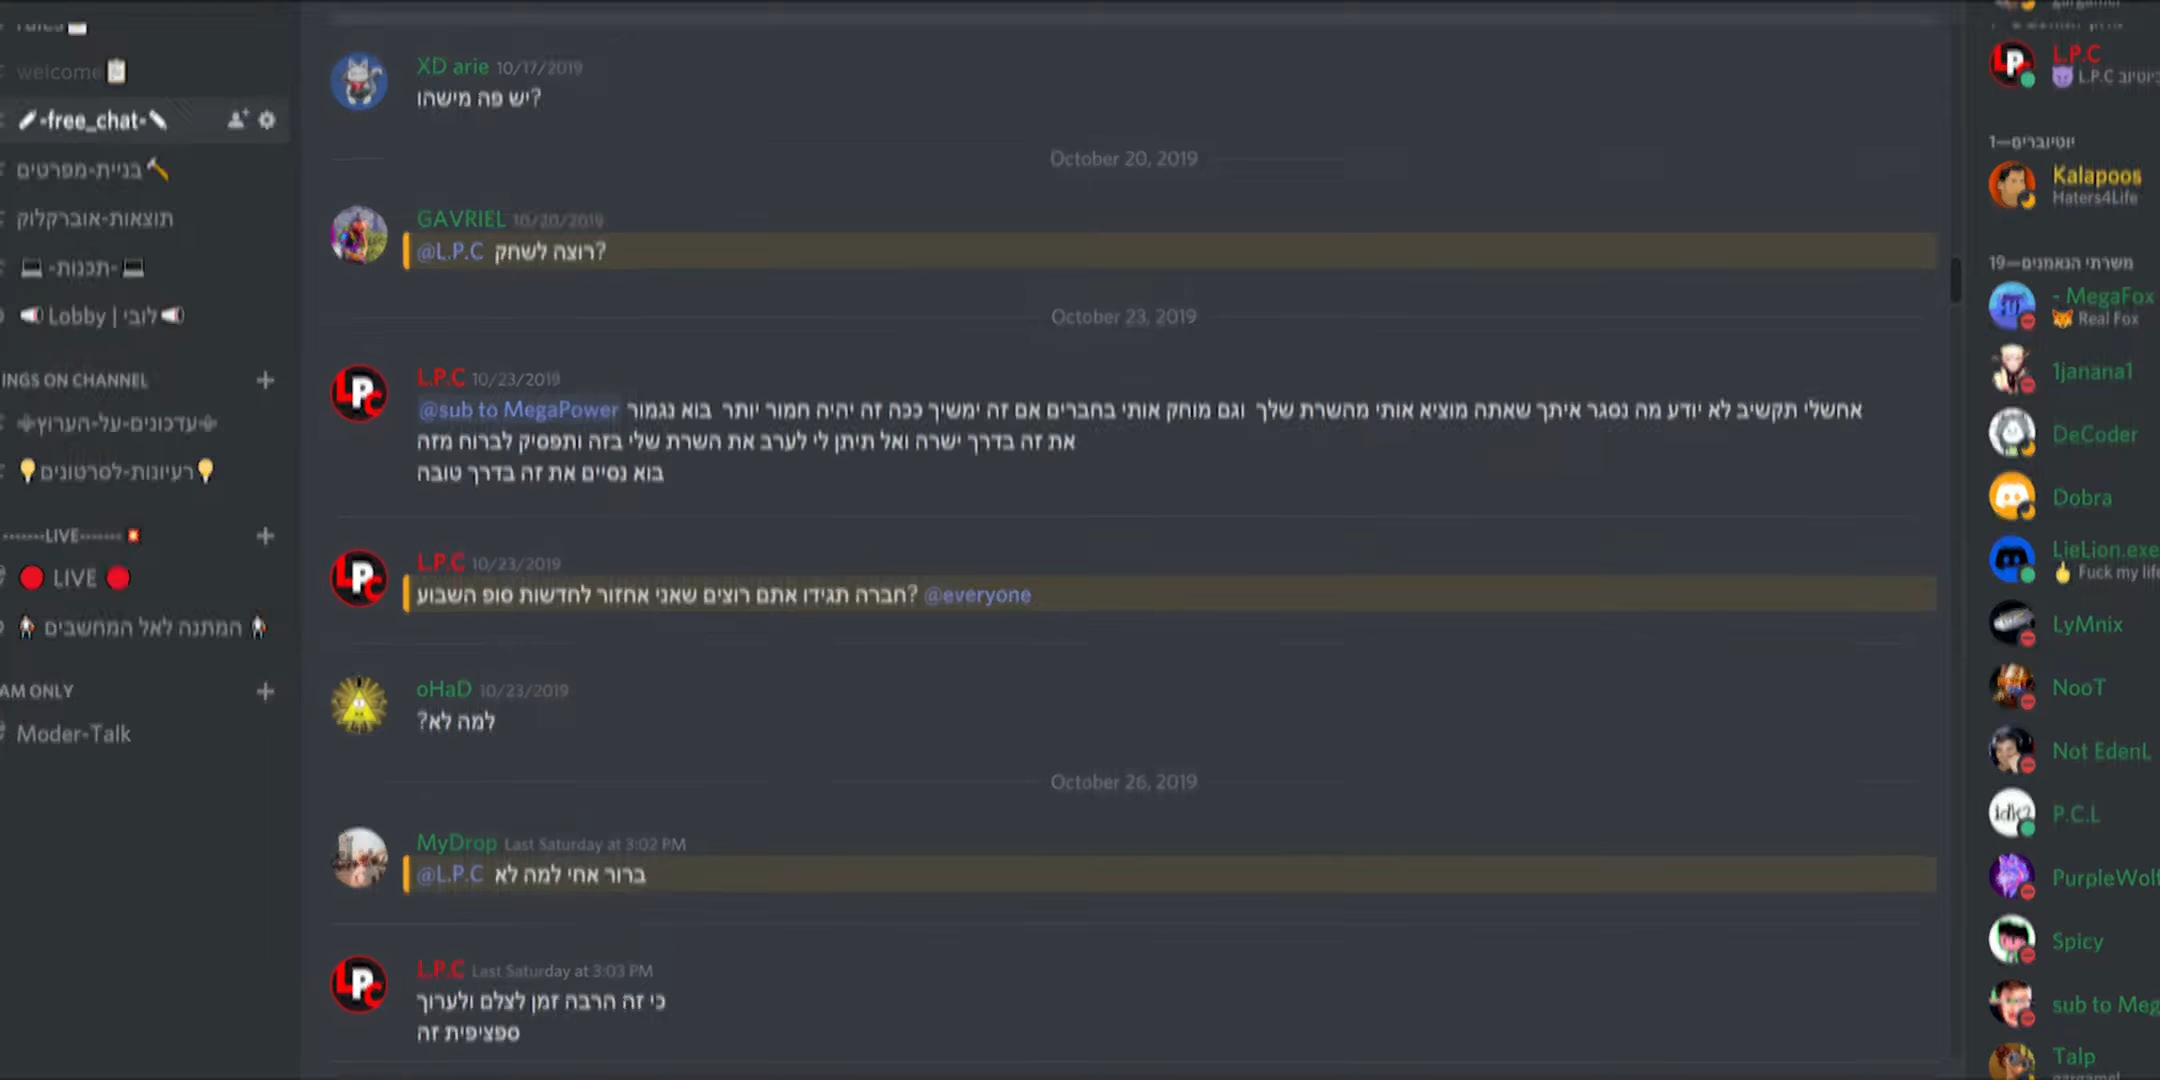 welcome
-free_chat-
בניית-מפרטים
תוצאות-אוברקלוק
-תכנות-
Lobby | לובי
INGS ON CHANNEL
עדכונים-על-הערוץ
רעיונות-לסרטונים
-------LIVE-------
LIVE
המתנה לאל המחשבים
AM ONLY
Moder-Talk
XD arie 10/17/2019
יש פה מישהו?
October 20, 2019
GAVRIEL 10/20/2019
@L.P.C רוצה לשחק?
October 23, 2019
L.P.C 10/23/2019
@sub to MegaPower אחשלי תקשיב לא יודע מה נסגר איתך שאתה מוציא אותי מהשרת שלך וגם מוחק אותי בחברים אם זה ימשיך ככה זה יהיה חמור יותר בוא נגמור
את זה בדרך ישרה ואל תיתן לי לערב את השרת שלי בזה ותפסיק לברוח מזה
בוא נסיים את זה בדרך טובה
L.P.C 10/23/2019
חברה תגידו אתם רוצים שאני אחזור לחדשות סופ השבוע? @everyone
oHaD 10/23/2019
למה לא?
October 26, 2019
MyDrop Last Saturday at 3:02 PM
@L.P.C ברור אחי למה לא
L.P.C Last Saturday at 3:03 PM
כי זה הרבה זמן לצלם ולערוך
ספציפית זה
L.P.C
L.P.C ביוטיוב
יוטיוברים—1
Kalapoos
Haters4Life
משרתי הנאמנים—19
- MegaFox
Real Fox
1janana1
DeCoder
Dobra
LieLion.exe
Fuck my life
LyMnix
NooT
Not EdenL
P.C.L
PurpleWolf
Spicy
sub to Meg
Talp